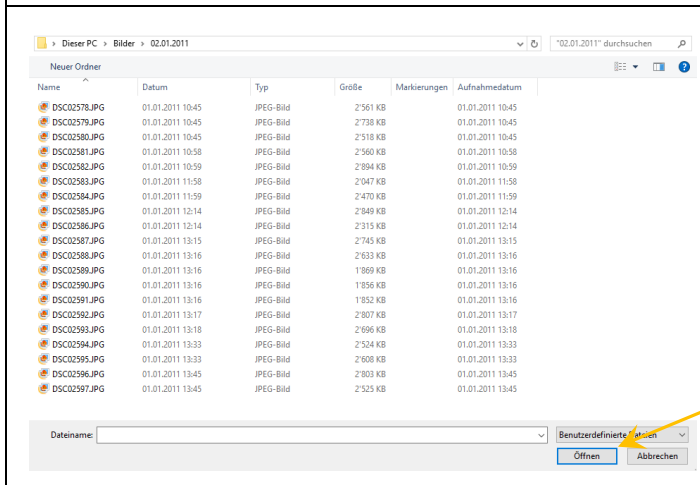 Dieser PC > Bilder > 02.01.2011 "02.01.2011" durchsuchen
Neuer Ordner ?
Name Datum Typ Größe Markierungen Aufnahmedatum
DSC02578.JPG 01.01.2011 10:45 JPEG-Bild 2'561 KB 01.01.2011 10:45
DSC02579.JPG 01.01.2011 10:45 JPEG-Bild 2'738 KB 01.01.2011 10:45
DSC02580.JPG 01.01.2011 10:45 JPEG-Bild 2'518 KB 01.01.2011 10:45
DSC02581.JPG 01.01.2011 10:58 JPEG-Bild 2'560 KB 01.01.2011 10:58
DSC02582.JPG 01.01.2011 10:59 JPEG-Bild 2'894 KB 01.01.2011 10:59
DSC02583.JPG 01.01.2011 11:58 JPEG-Bild 2'047 KB 01.01.2011 11:58
DSC02584.JPG 01.01.2011 11:59 JPEG-Bild 2'470 KB 01.01.2011 11:59
DSC02585.JPG 01.01.2011 12:14 JPEG-Bild 2'849 KB 01.01.2011 12:14
DSC02586.JPG 01.01.2011 12:14 JPEG-Bild 2'315 KB 01.01.2011 12:14
DSC02587.JPG 01.01.2011 13:15 JPEG-Bild 2'745 KB 01.01.2011 13:15
DSC02588.JPG 01.01.2011 13:16 JPEG-Bild 2'633 KB 01.01.2011 13:16
DSC02589.JPG 01.01.2011 13:16 JPEG-Bild 1'869 KB 01.01.2011 13:16
DSC02590.JPG 01.01.2011 13:16 JPEG-Bild 1'856 KB 01.01.2011 13:16
DSC02591.JPG 01.01.2011 13:16 JPEG-Bild 1'852 KB 01.01.2011 13:16
DSC02592.JPG 01.01.2011 13:17 JPEG-Bild 2'807 KB 01.01.2011 13:17
DSC02593.JPG 01.01.2011 13:18 JPEG-Bild 2'696 KB 01.01.2011 13:18
DSC02594.JPG 01.01.2011 13:33 JPEG-Bild 2'524 KB 01.01.2011 13:33
DSC02595.JPG 01.01.2011 13:33 JPEG-Bild 2'608 KB 01.01.2011 13:33
DSC02596.JPG 01.01.2011 13:45 JPEG-Bild 2'803 KB 01.01.2011 13:45
DSC02597.JPG 01.01.2011 13:45 JPEG-Bild 2'525 KB 01.01.2011 13:45
Dateiname: Benutzerdefinierte Dateien
Öffnen Abbrechen